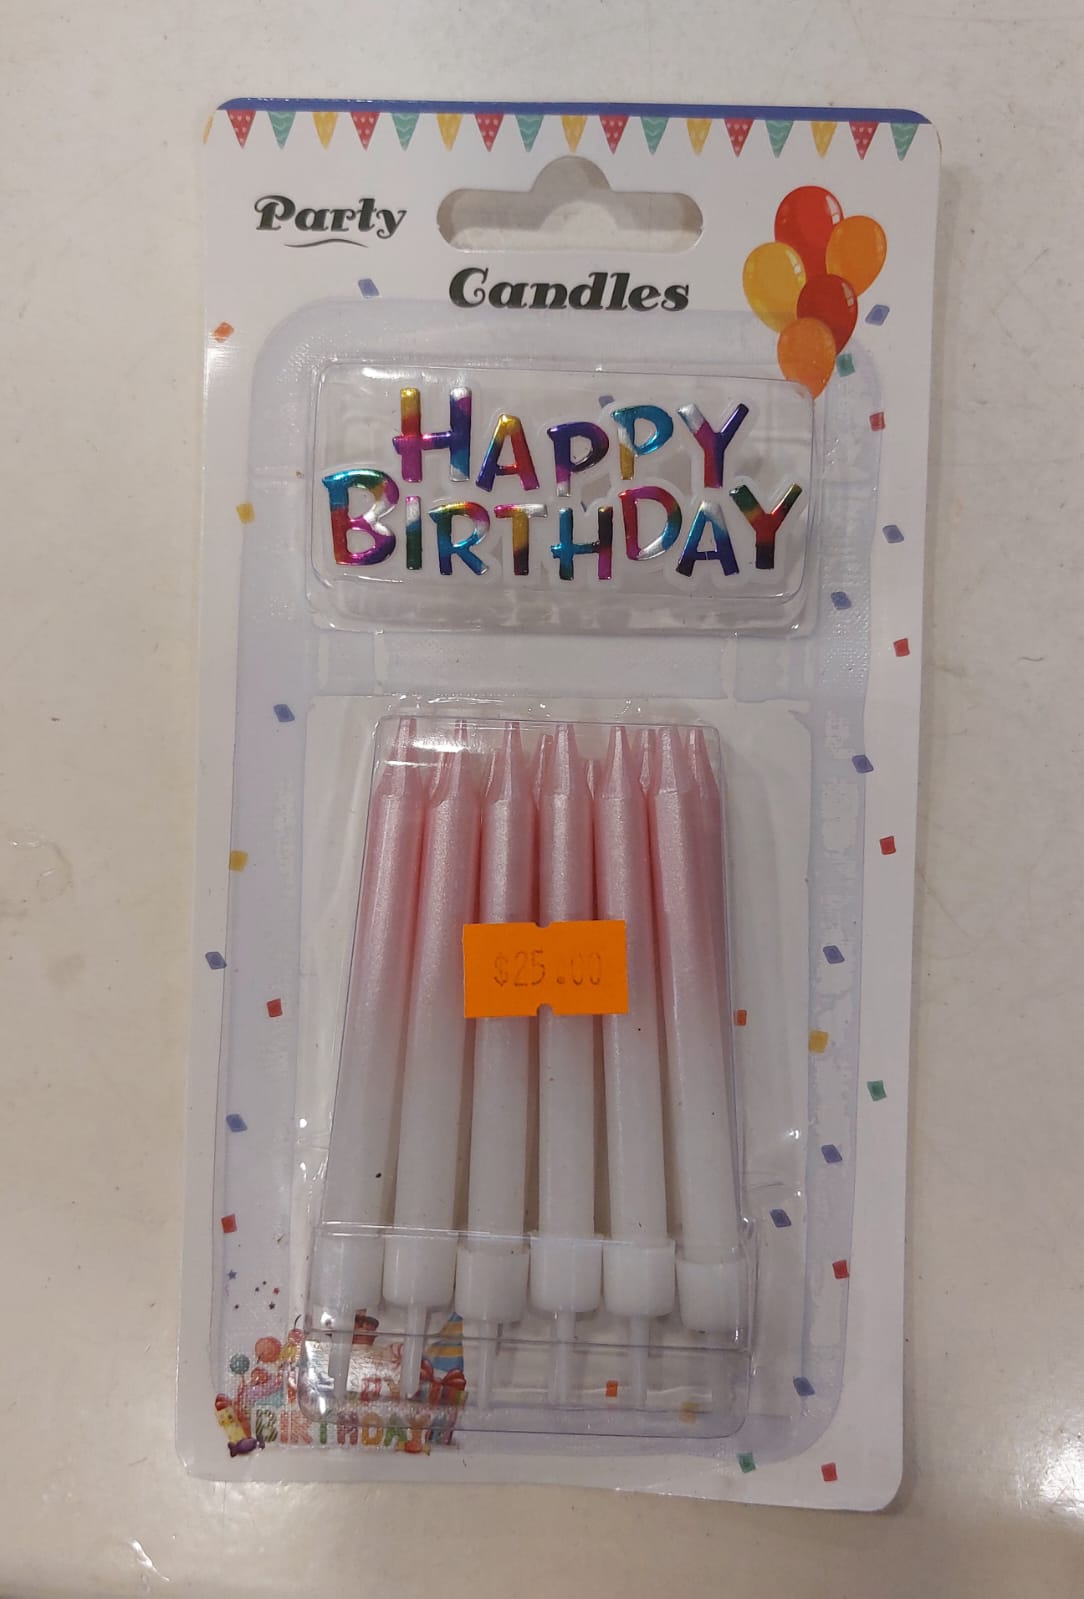 Party
Candles
HAPPY
BIRTHDAY
$25.00
BIRTHDAY